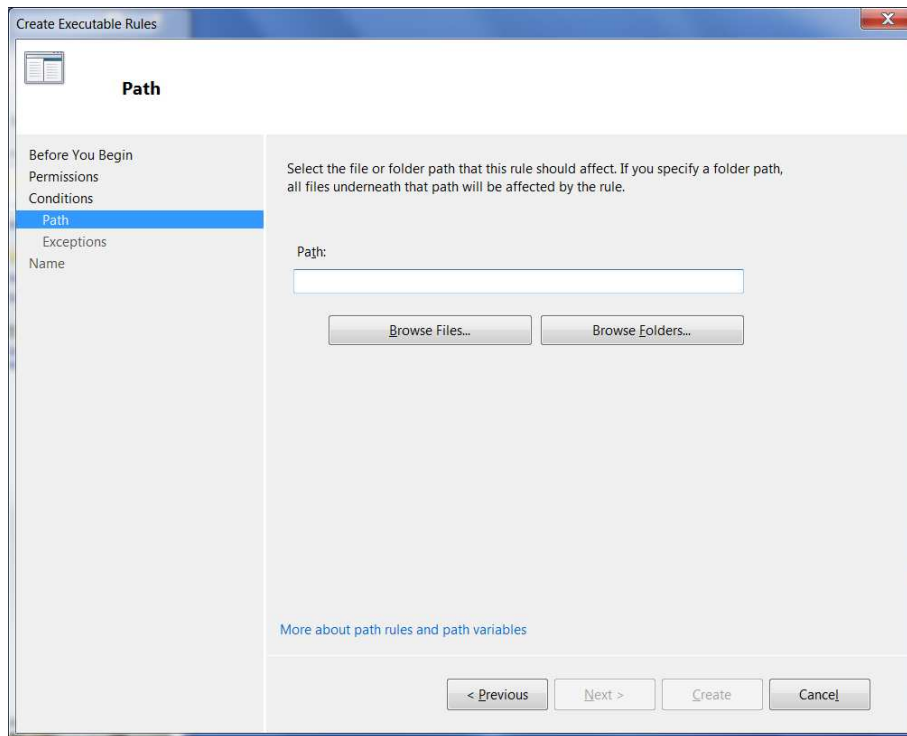 Create Executable Rules
Path
Before You Begin
Permissions
Conditions
Path
Exceptions
Name
Select the file or folder path that this rule should affect. If you specify a folder path,
all files underneath that path will be affected by the rule.
Path:
Browse Files...
Browse Folders...
More about path rules and path variables
< Previous
Next >
Create
Cancel